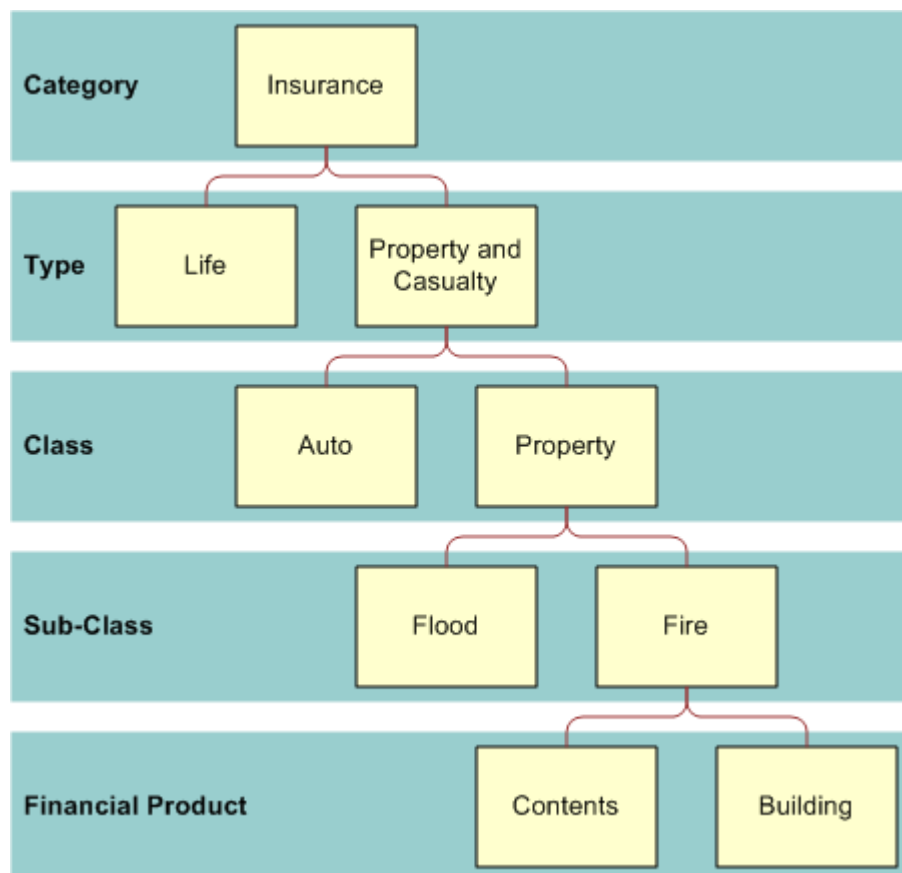 Category
Insurance
Type
Life
Property and
Casualty
Class
Auto
Property
Sub-Class
Flood
Fire
Financial Product
Contents
Building